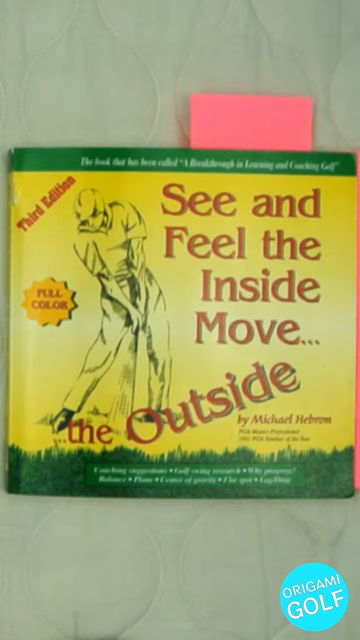 The book that has been called "A Breakthrough in Learning and Coaching Golf"
Third Edition
See and
Feel the
Inside
Move...
FULL
COLOR
...the Outside
by Michael Hebron
PGA Master Professional
1991 PGA Teacher of the Year
Coaching suggestions • Golf swing research • Why progress?
Balance • Plane • Center of gravity • Flat spot • Lag/Drag
ORIGAMI
GOLF